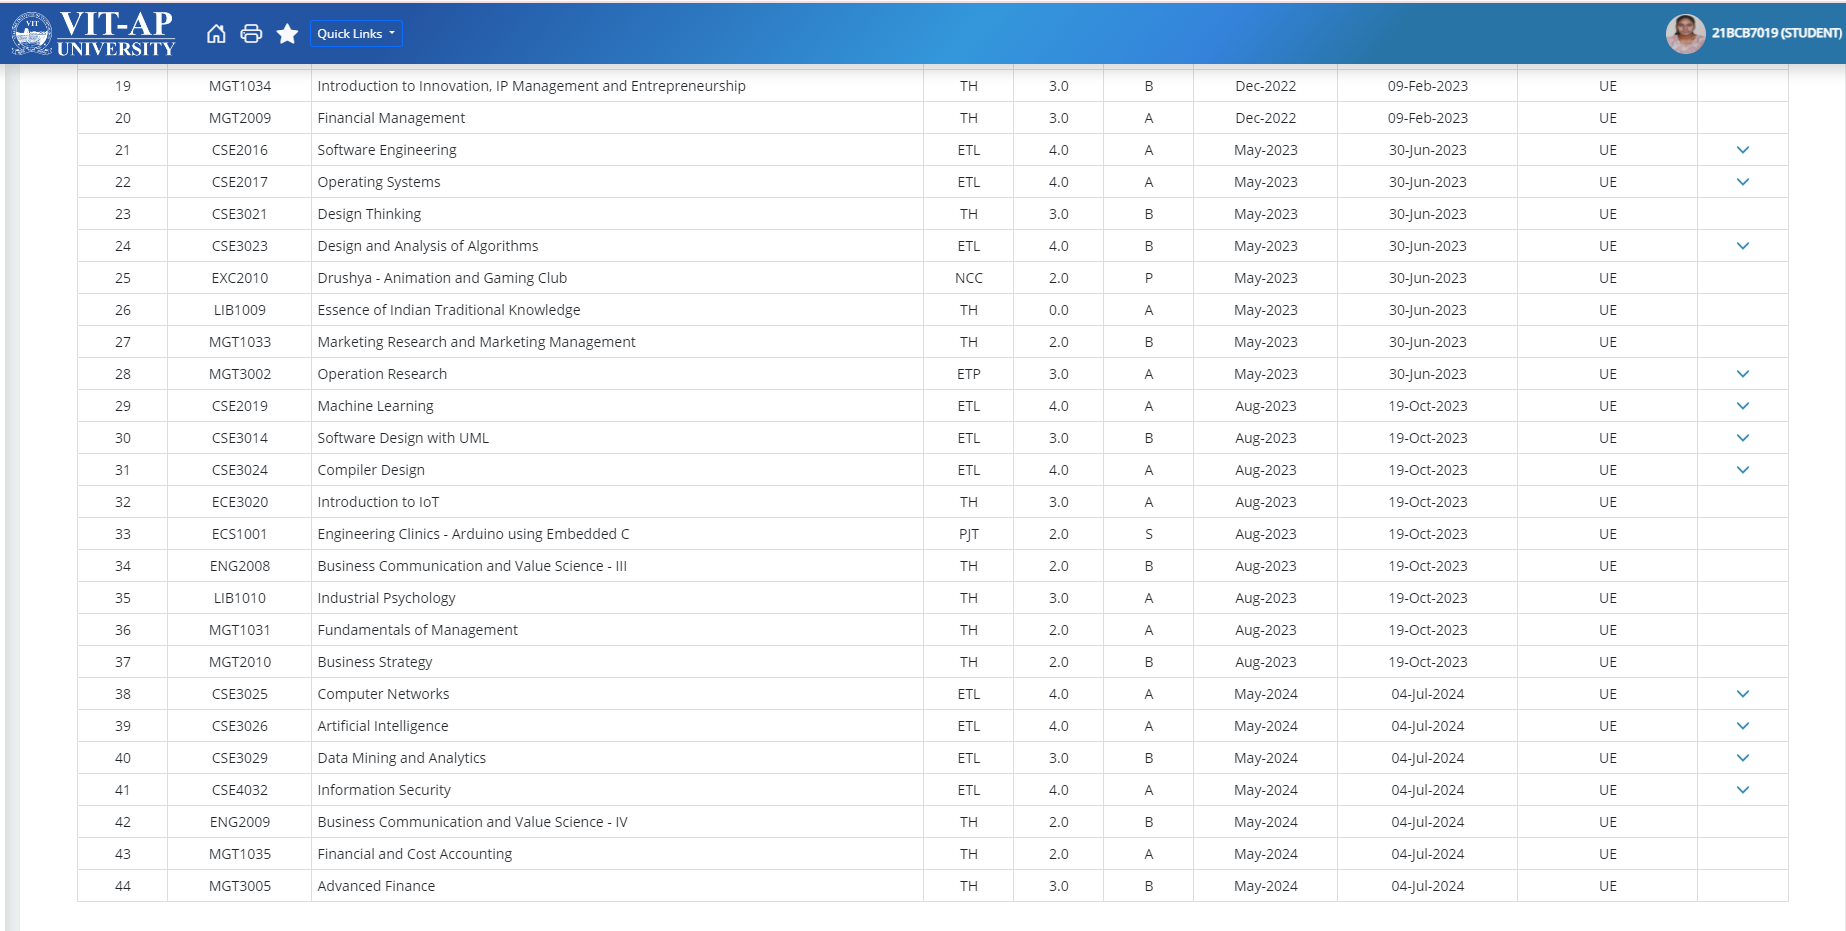 VIT
VIT-AP
UNIVERSITY
Quick Links
21BCB7019 (STUDENT)
19 MGT1034 Introduction to Innovation, IP Management and Entrepreneurship TH 3.0 B Dec-2022 09-Feb-2023 UE
20 MGT2009 Financial Management TH 3.0 A Dec-2022 09-Feb-2023 UE
21 CSE2016 Software Engineering ETL 4.0 A May-2023 30-Jun-2023 UE
22 CSE2017 Operating Systems ETL 4.0 A May-2023 30-Jun-2023 UE
23 CSE3021 Design Thinking TH 3.0 B May-2023 30-Jun-2023 UE
24 CSE3023 Design and Analysis of Algorithms ETL 4.0 B May-2023 30-Jun-2023 UE
25 EXC2010 Drushya - Animation and Gaming Club NCC 2.0 P May-2023 30-Jun-2023 UE
26 LIB1009 Essence of Indian Traditional Knowledge TH 0.0 A May-2023 30-Jun-2023 UE
27 MGT1033 Marketing Research and Marketing Management TH 2.0 B May-2023 30-Jun-2023 UE
28 MGT3002 Operation Research ETP 3.0 A May-2023 30-Jun-2023 UE
29 CSE2019 Machine Learning ETL 4.0 A Aug-2023 19-Oct-2023 UE
30 CSE3014 Software Design with UML ETL 3.0 B Aug-2023 19-Oct-2023 UE
31 CSE3024 Compiler Design ETL 4.0 A Aug-2023 19-Oct-2023 UE
32 ECE3020 Introduction to IoT TH 3.0 A Aug-2023 19-Oct-2023 UE
33 ECS1001 Engineering Clinics - Arduino using Embedded C PJT 2.0 S Aug-2023 19-Oct-2023 UE
34 ENG2008 Business Communication and Value Science - III TH 2.0 B Aug-2023 19-Oct-2023 UE
35 LIB1010 Industrial Psychology TH 3.0 A Aug-2023 19-Oct-2023 UE
36 MGT1031 Fundamentals of Management TH 2.0 A Aug-2023 19-Oct-2023 UE
37 MGT2010 Business Strategy TH 2.0 B Aug-2023 19-Oct-2023 UE
38 CSE3025 Computer Networks ETL 4.0 A May-2024 04-Jul-2024 UE
39 CSE3026 Artificial Intelligence ETL 4.0 A May-2024 04-Jul-2024 UE
40 CSE3029 Data Mining and Analytics ETL 3.0 B May-2024 04-Jul-2024 UE
41 CSE4032 Information Security ETL 4.0 A May-2024 04-Jul-2024 UE
42 ENG2009 Business Communication and Value Science - IV TH 2.0 B May-2024 04-Jul-2024 UE
43 MGT1035 Financial and Cost Accounting TH 2.0 A May-2024 04-Jul-2024 UE
44 MGT3005 Advanced Finance TH 3.0 B May-2024 04-Jul-2024 UE